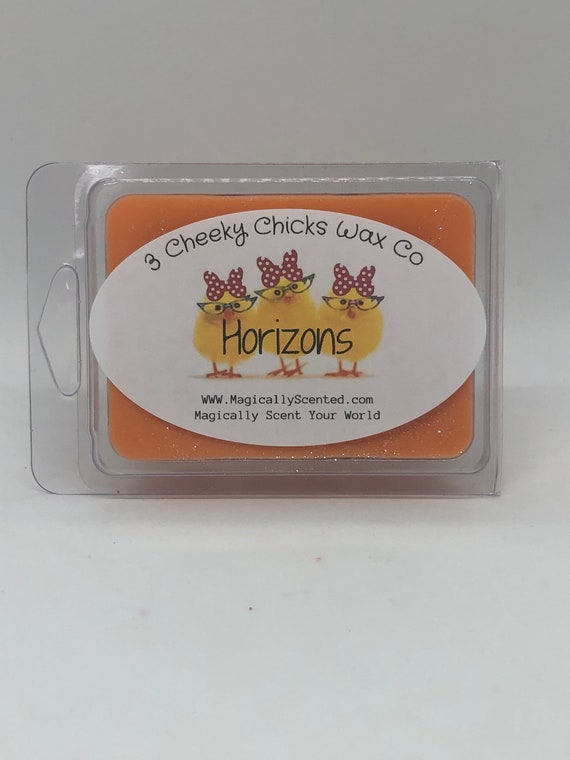 3 Cheeky Chicks Wax Co
Horizons
WWW.MagicallyScented.com
Magically Scent Your World